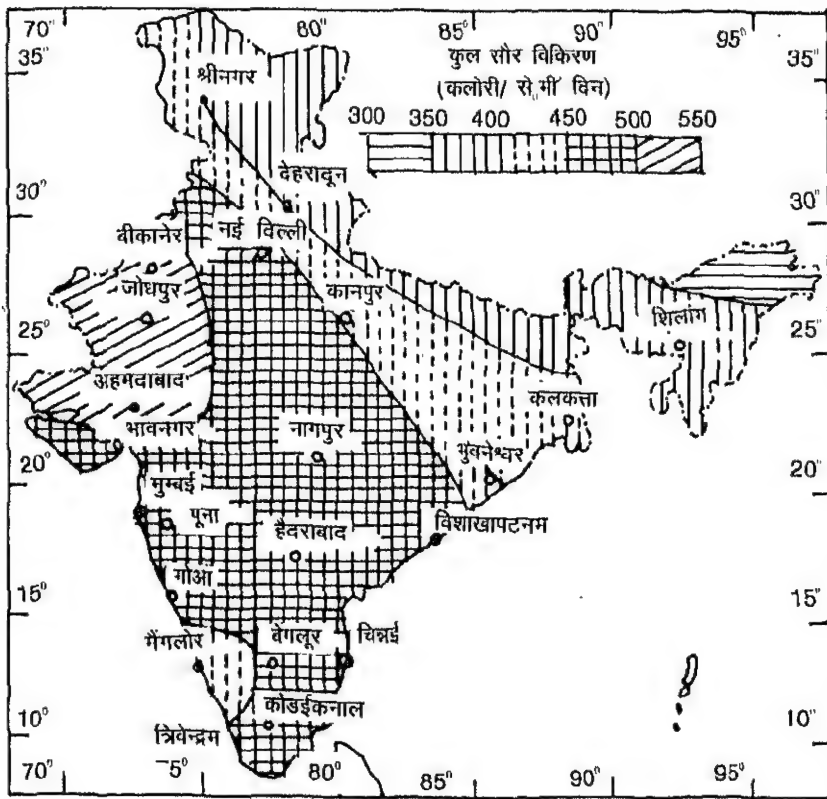 70° 80° 85° 90° 95°
35° 35°
कुल सौर विकिरण
(कलोरी/ से.मी दिन)
300 350 400 450 500 550
श्रीनगर
देहरादून
30° 30°
बीकानेर नई दिल्ली
जोधपुर कानपुर शिलांग
25° 25°
अहमदाबाद कलकत्ता
भावनगर नागपुर भुवनेश्वर
20° 20°
मुम्बई
पूना हैदराबाद विशाखापटनम
गोआ
15° 15°
मैंगलोर बेंगलूर चिन्नई
कोडईकनाल
त्रिवेन्द्रम
10° 10°
70° 75° 80° 85° 90° 95°